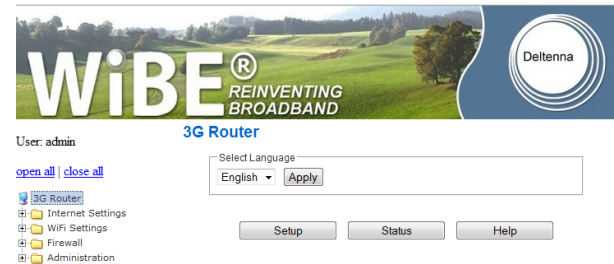 WiBE®
REINVENTING
BROADBAND
Deltenna
User: admin
open all | close all
3G Router
Internet Settings
WiFi Settings
Firewall
Administration
3G Router
Select Language
English Apply
Setup Status Help